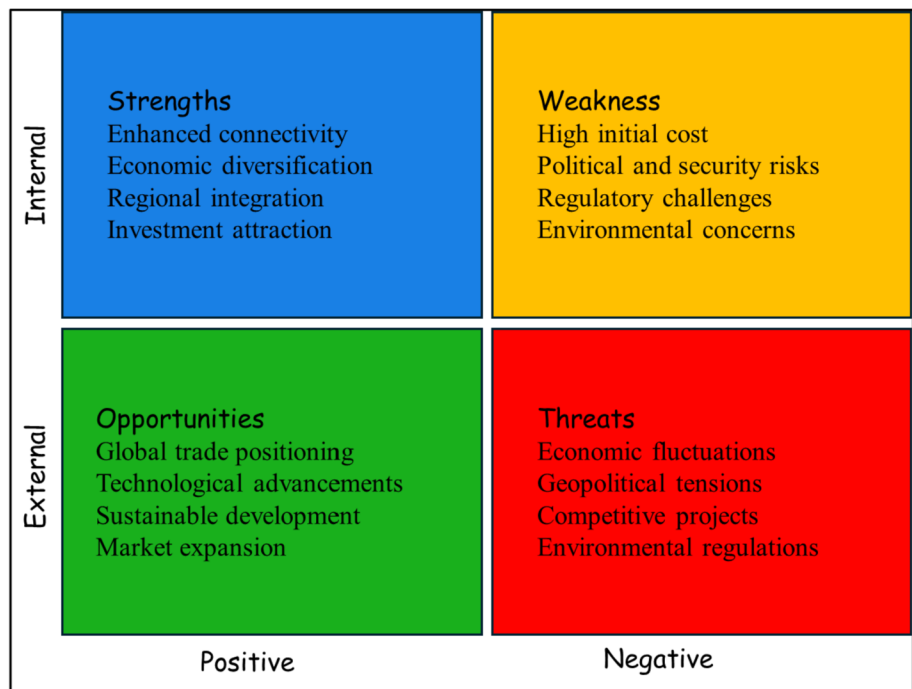 Internal
Strengths
Enhanced connectivity
Economic diversification
Regional integration
Investment attraction
Weakness
High initial cost
Political and security risks
Regulatory challenges
Environmental concerns
External
Opportunities
Global trade positioning
Technological advancements
Sustainable development
Market expansion
Threats
Economic fluctuations
Geopolitical tensions
Competitive projects
Environmental regulations
Positive
Negative